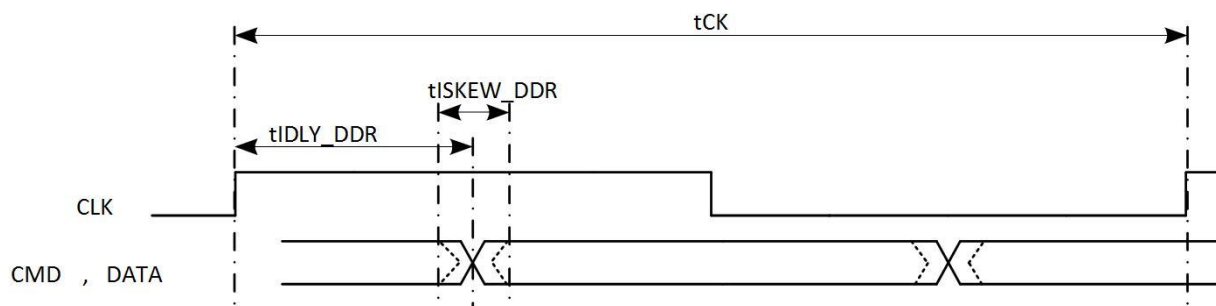 tCK
tISKEW_DDR
tIDLY_DDR
CLK
CMD , DATA